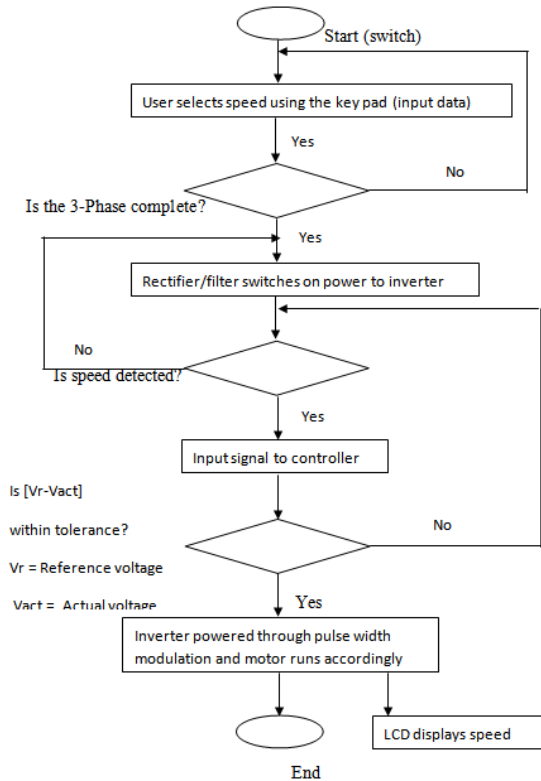 Start (switch)
User selects speed using the key pad (input data)
Yes
No
Is the 3-Phase complete?
Yes
Rectifier/filter switches on power to inverter
No
Is speed detected?
Yes
Input signal to controller
Is [Vr-Vact]
within tolerance?
No
Vr = Reference voltage
Vact = Actual voltage
Yes
Inverter powered through pulse width
modulation and motor runs accordingly
LCD displays speed
End